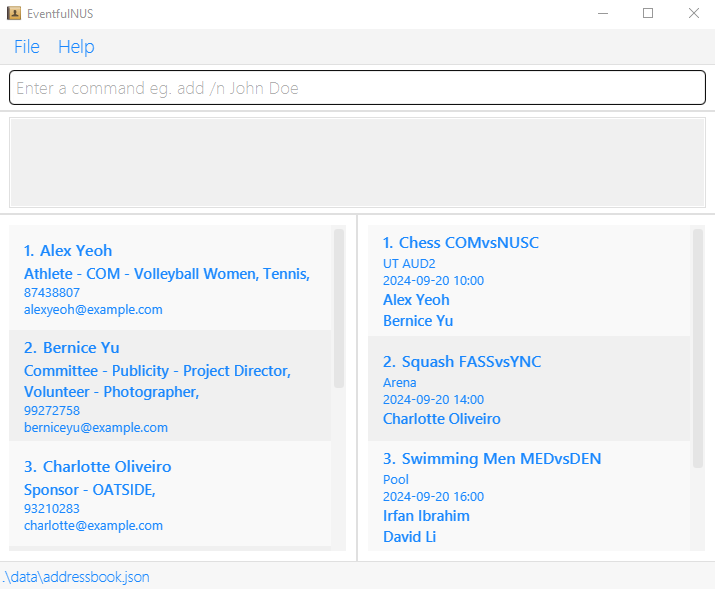 EventfulNUS
File Help
Enter a command eg. add /n John Doe
1. Alex Yeoh
Athlete - COM - Volleyball Women, Tennis,
87438807
alexyeoh@example.com
2. Bernice Yu
Committee - Publicity - Project Director,
Volunteer - Photographer,
99272758
berniceyu@example.com
3. Charlotte Oliveiro
Sponsor - OATSIDE,
93210283
charlotte@example.com
1. Chess COMvsNUSC
UT AUD2
2024-09-20 10:00
Alex Yeoh
Bernice Yu
2. Squash FASSvsYNC
Arena
2024-09-20 14:00
Charlotte Oliveiro
3. Swimming Men MEDvsDEN
Pool
2024-09-20 16:00
Irfan Ibrahim
David Li
.\data\addressbook.json